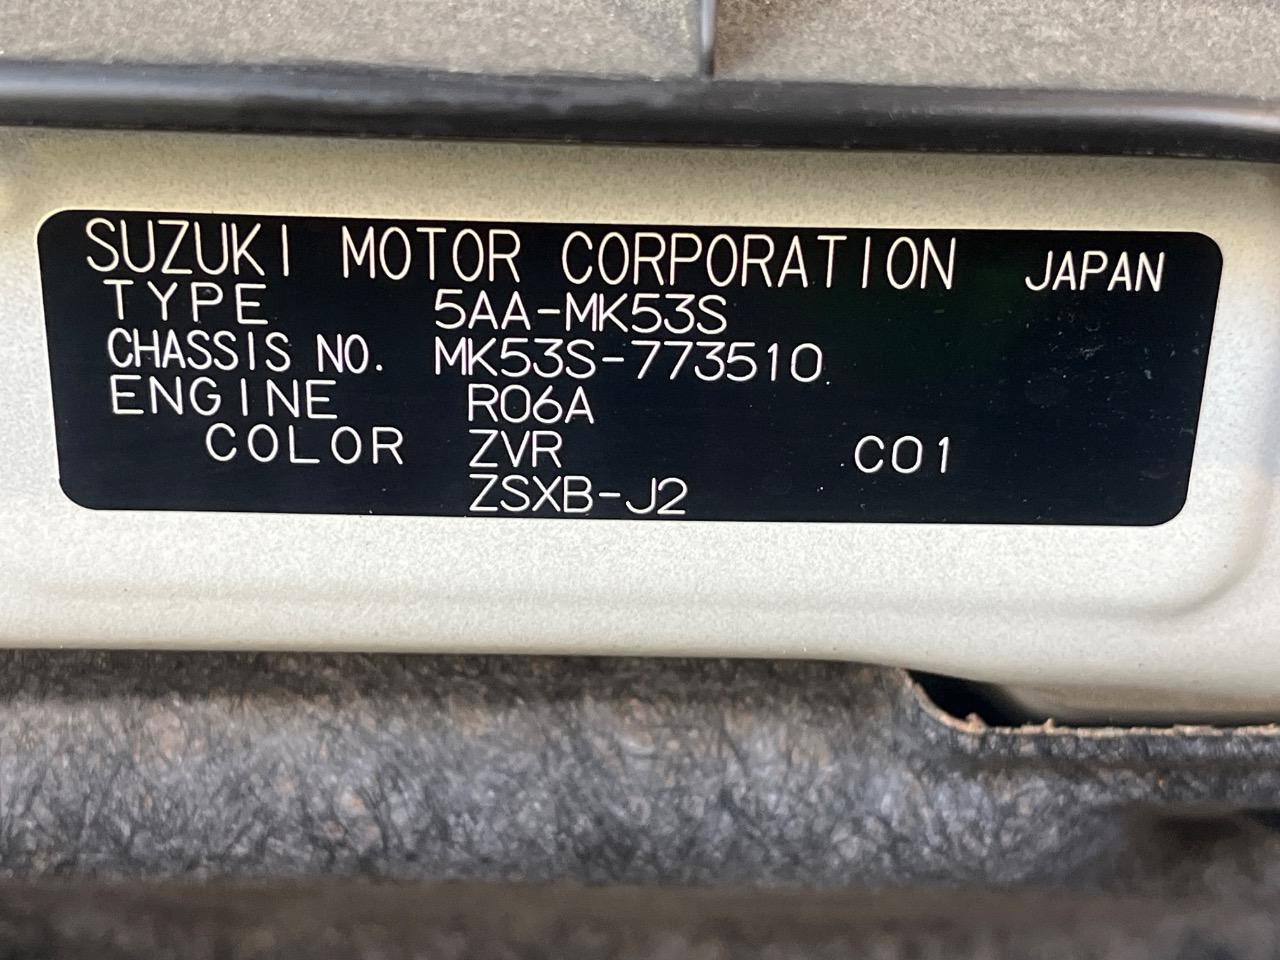 SUZUKI MOTOR CORPORATION JAPAN
TYPE 5AA-MK53S
CHASSIS NO. MK53S-773510
ENGINE R06A
COLOR ZVR C01
ZSXB-J2